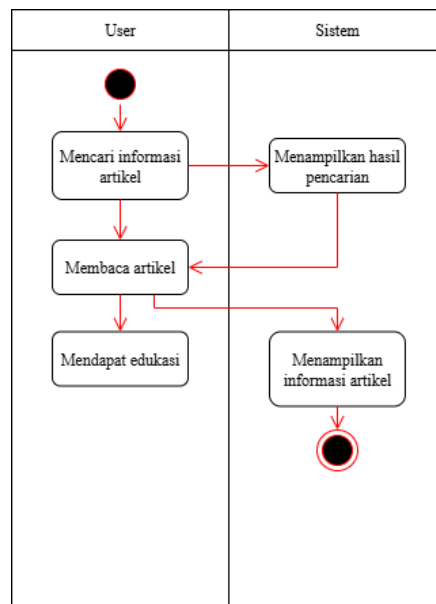 User
Sistem
Mencari informasi
artikel
Menampilkan hasil
pencarian
Membaca artikel
Mendapat edukasi
Menampilkan
informasi artikel